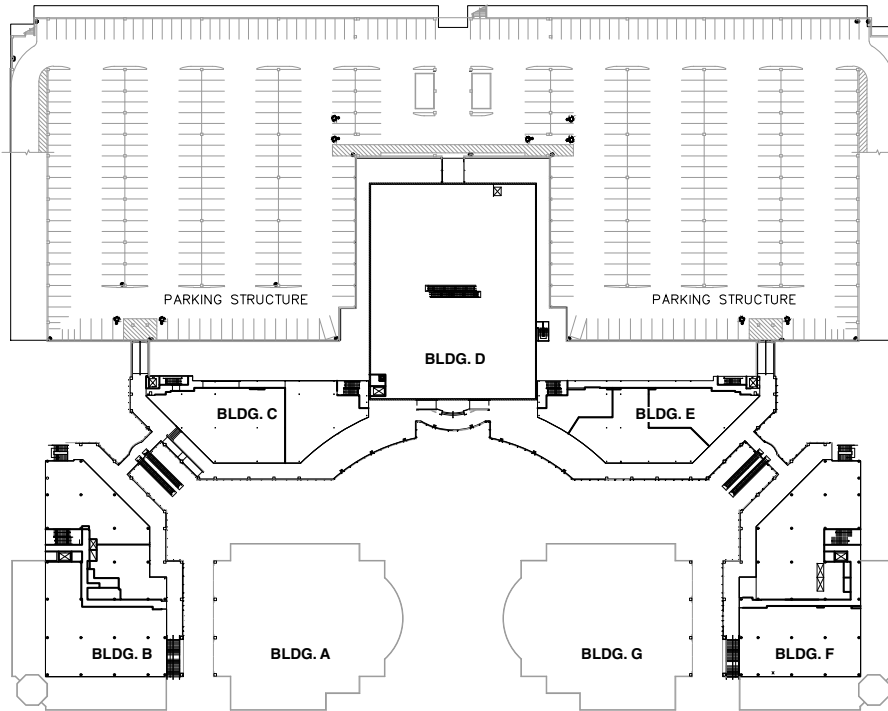 PARKING STRUCTURE
PARKING STRUCTURE
BLDG. D
BLDG. C
BLDG. E
BLDG. B
BLDG. A
BLDG. G
BLDG. F